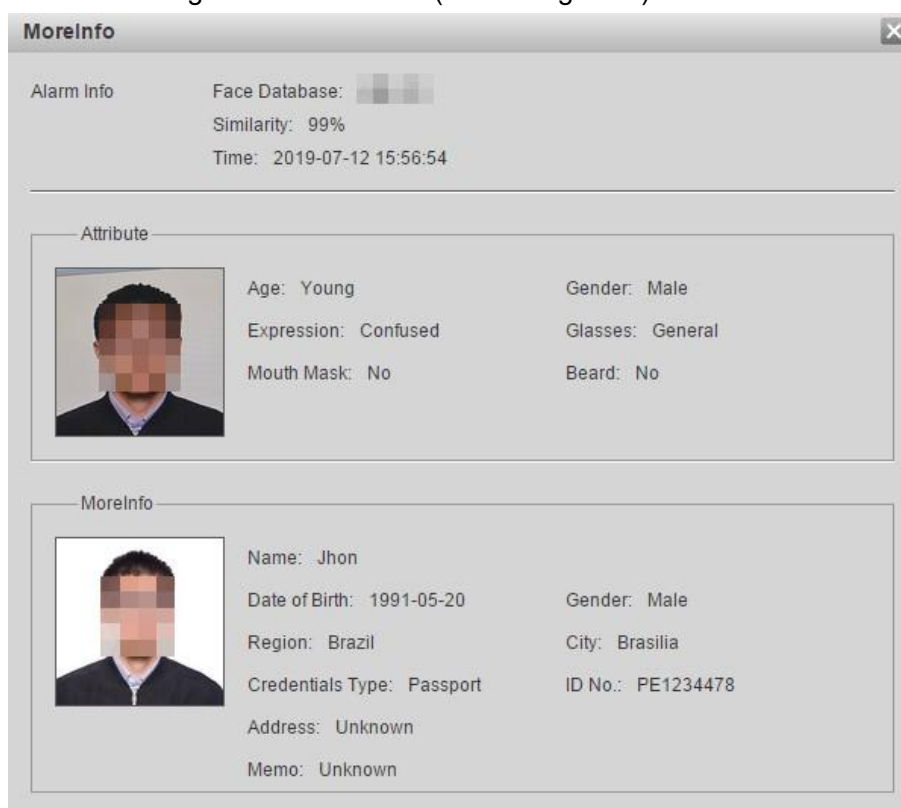 MoreInfo
Alarm Info Face Database:
Similarity: 99%
Time: 2019-07-12 15:56:54
Attribute
Age: Young Gender: Male
Expression: Confused Glasses: General
Mouth Mask: No Beard: No
MoreInfo
Name: Jhon
Date of Birth: 1991-05-20 Gender: Male
Region: Brazil City: Brasilia
Credentials Type: Passport ID No.: PE1234478
Address: Unknown
Memo: Unknown